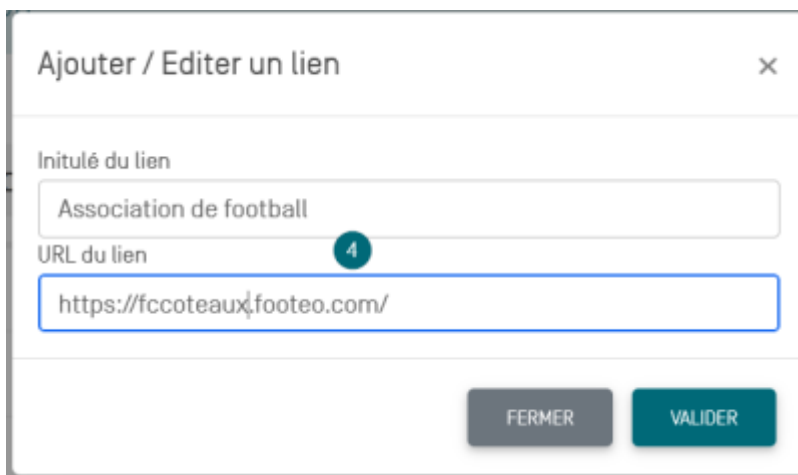 Ajouter / Editer un lien ×
Initulé du lien
Association de football
4
URL du lien
https://fccoteaux.footeo.com/
FERMER VALIDER